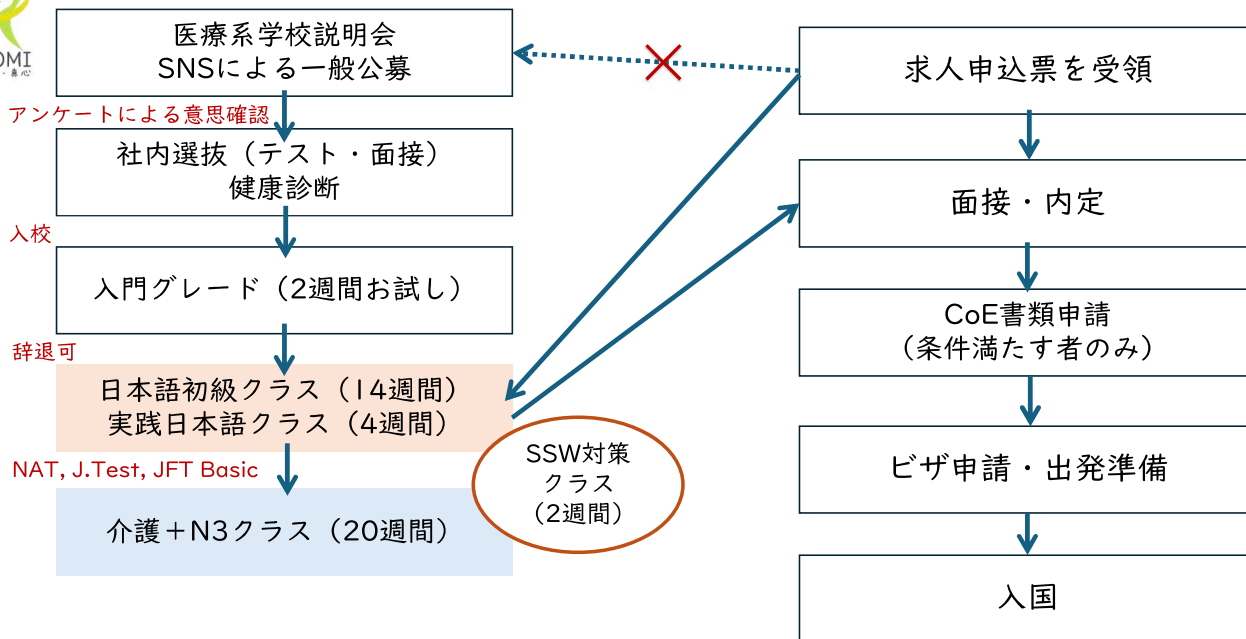 OMI
・真心
医療系学校説明会
SNSによる一般公募
アンケートによる意思確認
社内選抜（テスト・面接）
健康診断
入校
入門グレード（2週間お試し）
辞退可
日本語初級クラス（14週間）
実践日本語クラス（4週間）
NAT, J.Test, JFT Basic
介護＋N3クラス（20週間）
SSW対策
クラス
（2週間）
求人申込票を受領
面接・内定
CoE書類申請
（条件満たす者のみ）
ビザ申請・出発準備
入国